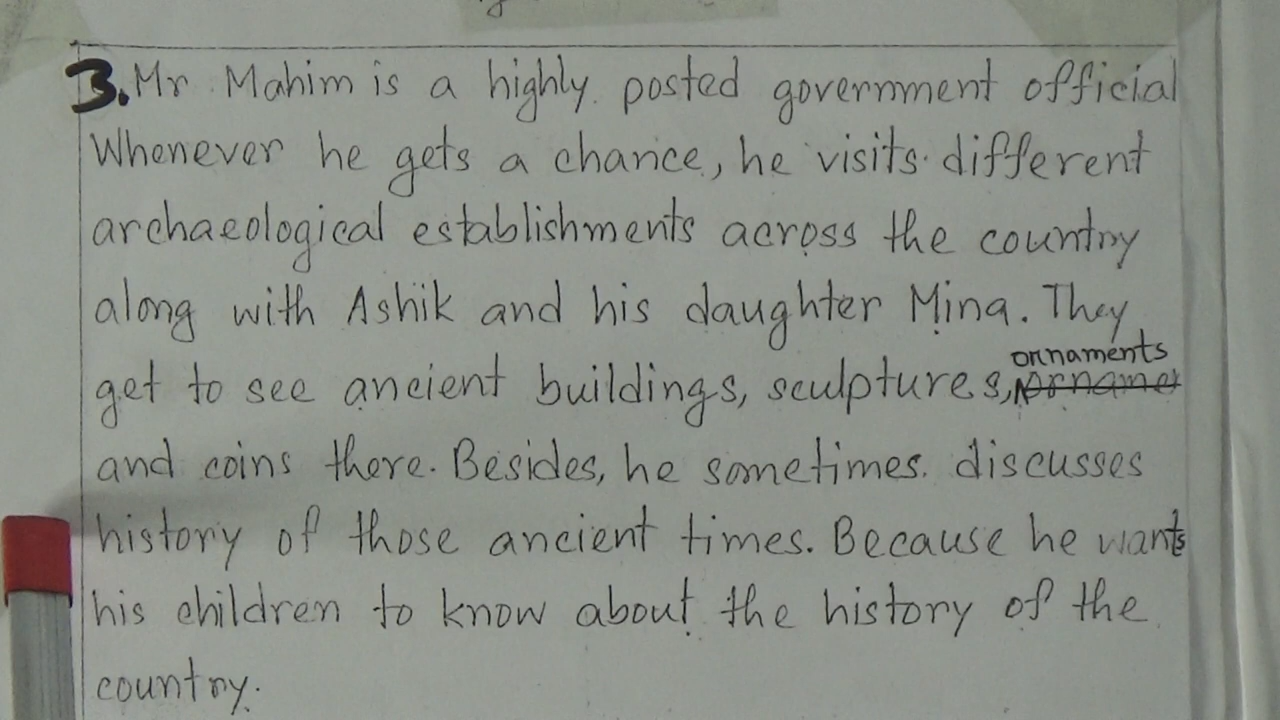 3. Mr Mahim is a highly posted government official
Whenever he gets a chance, he visits different
archaeological establishments across the country
along with Ashik and his daughter Mina. They
ornaments
get to see ancient buildings, sculptures,
and coins there. Besides, he sometimes. discusses
history of those ancient times. Because he wants
his children to know about the history of the
country.